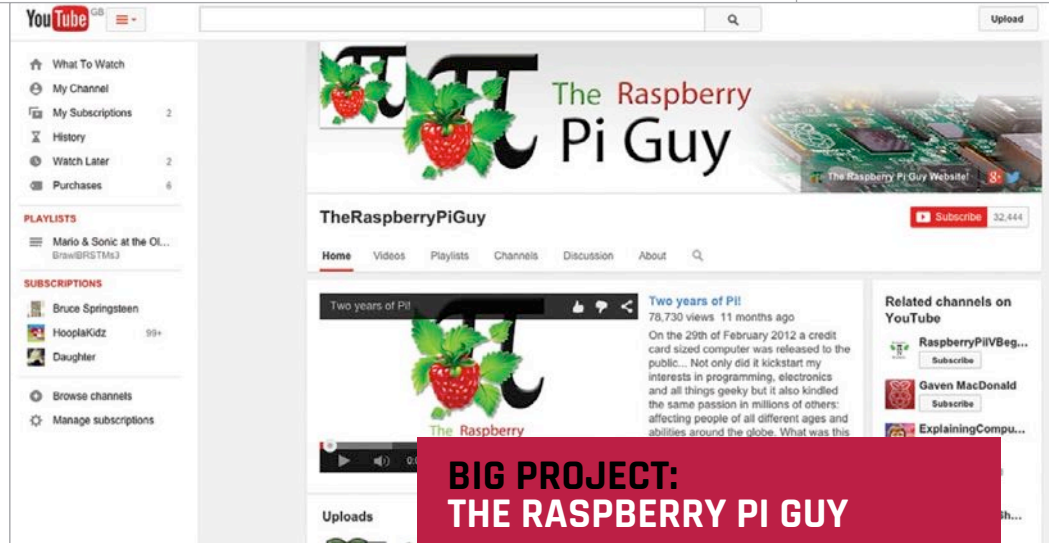 YouTube GB
Upload
What To Watch
My Channel
My Subscriptions 2
History
Watch Later 2
Purchases 6
PLAYLISTS
Mario & Sonic at the Ol...
BrawlBRSTMs3
SUBSCRIPTIONS
Bruce Springsteen
HooplaKidz 99+
Daughter
Browse channels
Manage subscriptions
The Raspberry
Pi Guy
The Raspberry Pi Guy Website!
TheRaspberryPiGuy
Subscribe 32,444
Home Videos Playlists Channels Discussion About
Two years of Pi!
The Raspberry
Two years of Pi!
78,730 views 11 months ago
On the 29th of February 2012 a credit
card sized computer was released to the
public... Not only did it kickstart my
interests in programming, electronics
and all things geeky but it also kindled
the same passion in millions of others:
affecting people of all different ages and
abilities around the globe. What was this
Related channels on
YouTube
RaspberryPiIVBeg...
Subscribe
Gaven MacDonald
Subscribe
ExplainingCompu...
Uploads
BIG PROJECT:
THE RASPBERRY PI GUY